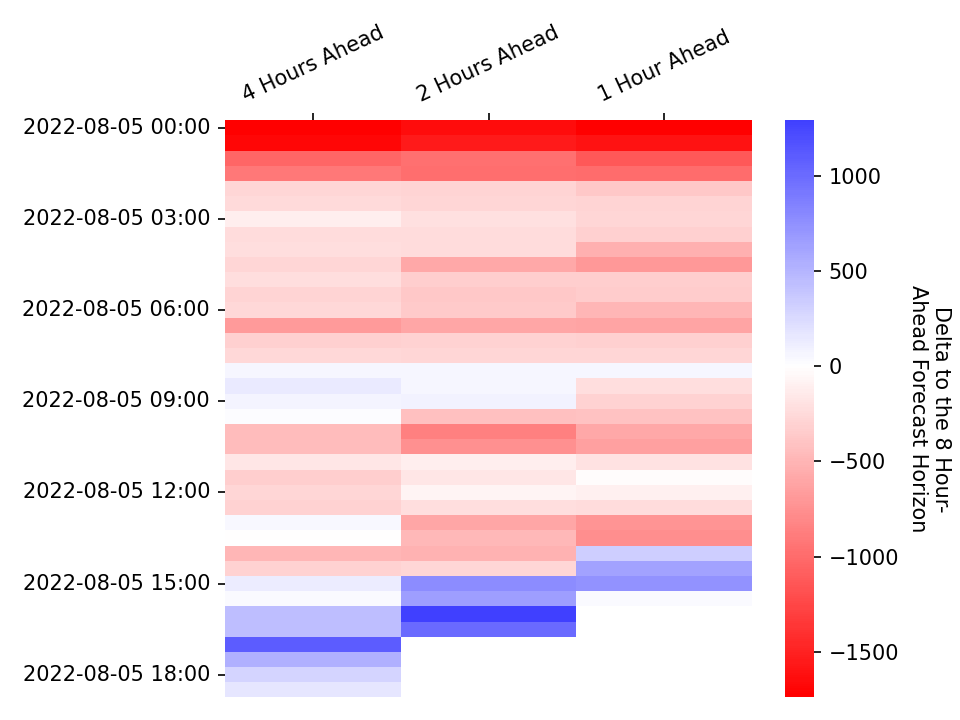 4 Hours Ahead
2 Hours Ahead
1 Hour Ahead
2022-08-05 00:00
2022-08-05 03:00
2022-08-05 06:00
2022-08-05 09:00
2022-08-05 12:00
2022-08-05 15:00
2022-08-05 18:00
1000
500
0
−500
−1000
−1500
Delta to the 8 Hour-
Ahead Forecast Horizon